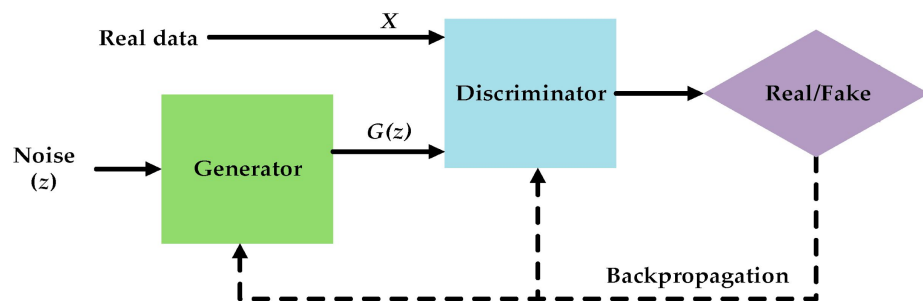 Real data
X
Discriminator
Real/Fake
Noise
(z)
Generator
G(z)
Backpropagation